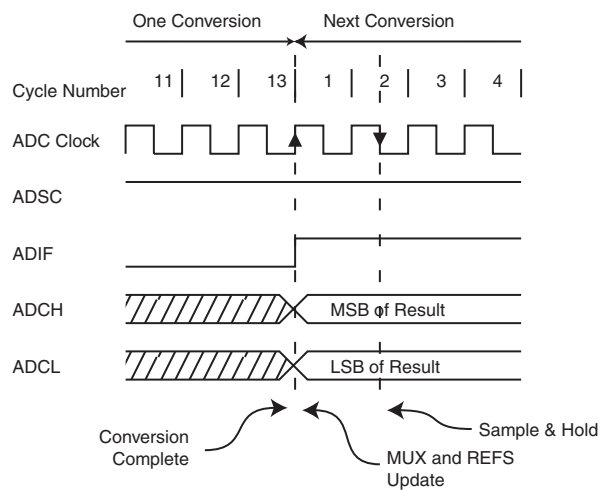 One Conversion Next Conversion
Cycle Number 11 12 13 1 2 3 4
ADC Clock
ADSC
ADIF
ADCH MSB of Result
ADCL LSB of Result
Conversion
Complete
MUX and REFS
Update
Sample & Hold